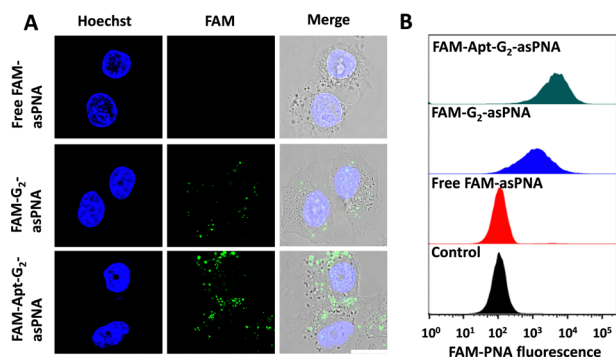 A
Hoechst
FAM
Merge
Free FAM-
asPNA
FAM-G₂-
asPNA
FAM-Apt-G₂-
asPNA
B
FAM-Apt-G₂-asPNA
FAM-G₂-asPNA
Free FAM-asPNA
Control
10⁰ 10¹ 10² 10³ 10⁴ 10⁵
FAM-PNA fluorescence